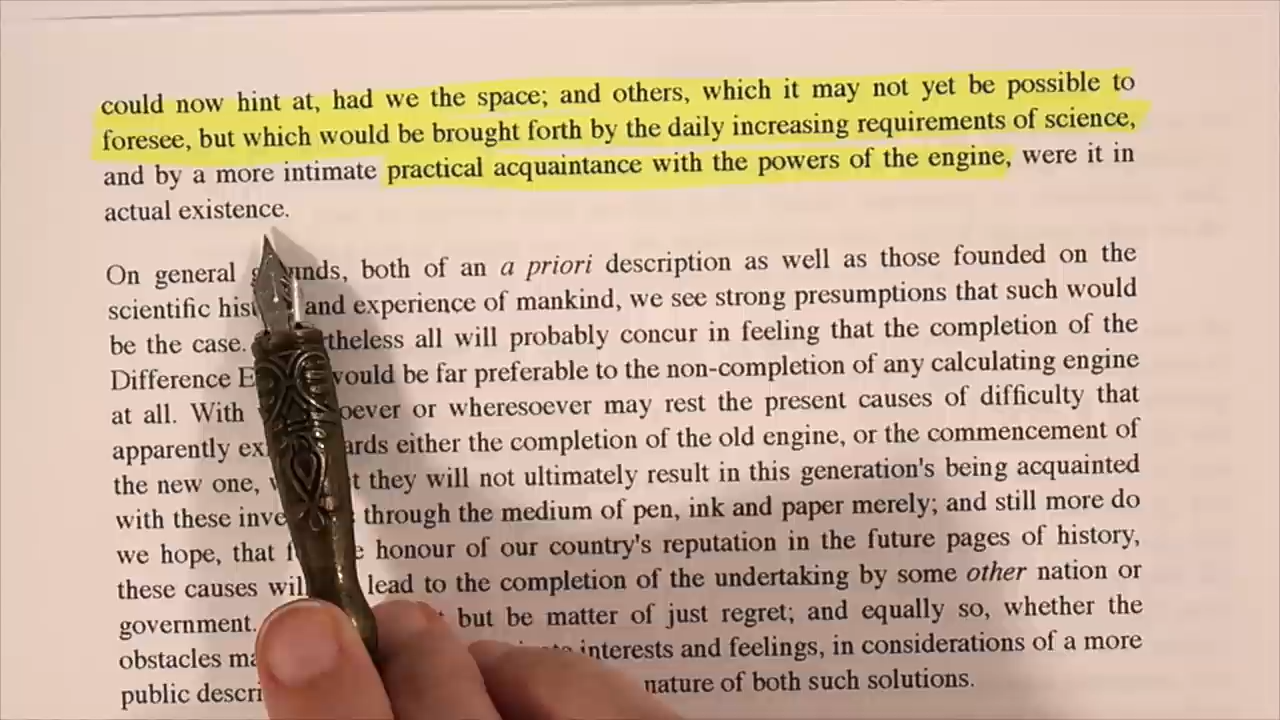 could now hint at, had we the space; and others, which it may not yet be possible to
foresee, but which would be brought forth by the daily increasing requirements of science,
and by a more intimate practical acquaintance with the powers of the engine, were it in
actual existence.
On general both of an a priori description as well as those founded on the
scientific and experience of mankind, we see strong presumptions that such would
be the case. all will probably concur in feeling that the completion of the
Difference would be far preferable to the non-completion of any calculating engine
at all. With or wheresoever may rest the present causes of difficulty that
apparently either the completion of the old engine, or the commencement of
the new one, they will not ultimately result in this generation's being acquainted
with these through the medium of pen, ink and paper merely; and still more do
we hope, that honour of our country's reputation in the future pages of history,
these causes lead to the completion of the undertaking by some other nation or
government. but be matter of just regret; and equally so, whether the
obstacles interests and feelings, in considerations of a more
public nature of both such solutions.